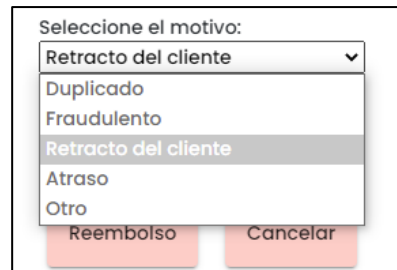 Seleccione el motivo:
Retracto del cliente
Duplicado
Fraudulento
Retracto del cliente
Atraso
Otro
Reembolso Cancelar